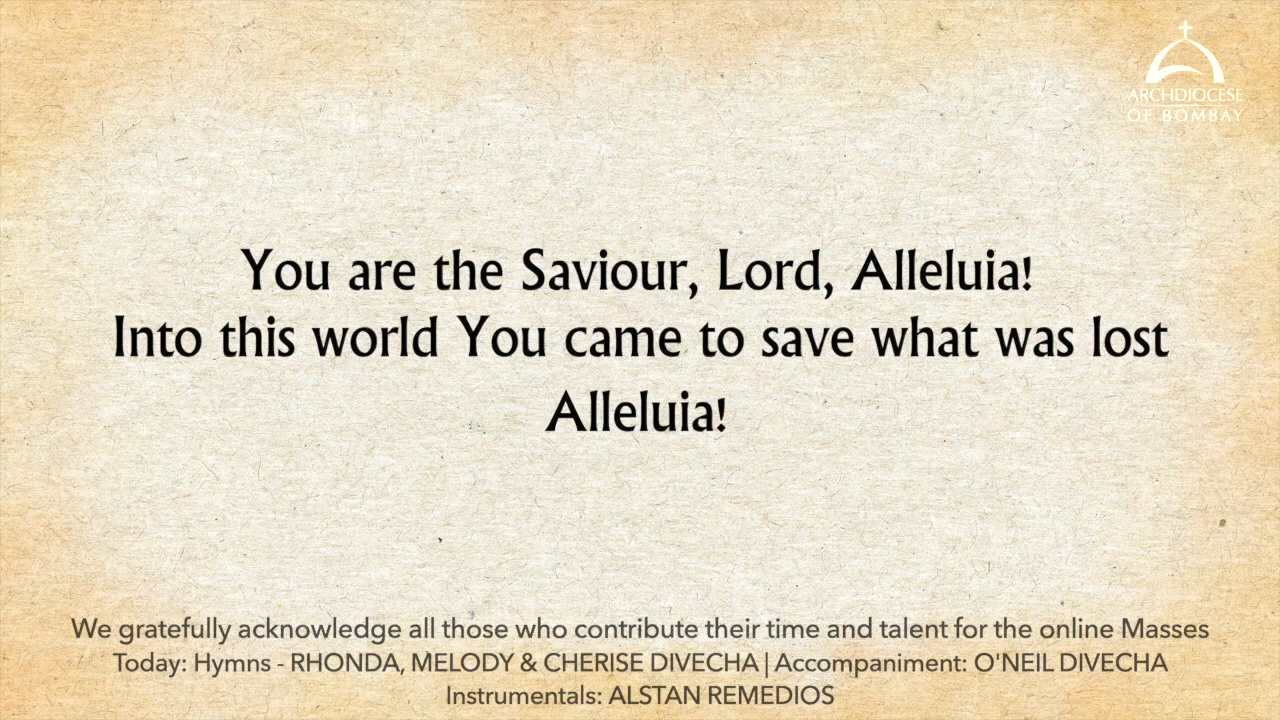 ARCHDIOCESE
OF BOMBAY
You are the Saviour, Lord, Alleluia!
Into this world You came to save what was lost
Alleluia!
We gratefully acknowledge all those who contribute their time and talent for the online Masses
Today: Hymns - RHONDA, MELODY & CHERISE DIVECHA | Accompaniment: O'NEIL DIVECHA
Instrumentals: ALSTAN REMEDIOS